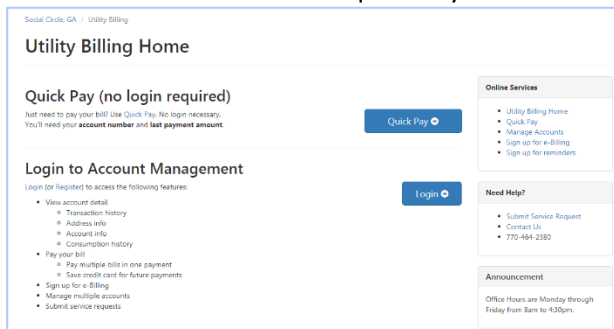 Social Circle, GA / Utility Billing
Utility Billing Home
Quick Pay (no login required)
Just need to pay your bill? Use Quick Pay. No login necessary.
You'll need your account number and last payment amount.
Quick Pay
Login to Account Management
Login (or Register) to access the following features:
View account detail
Transaction history
Address info
Account info
Consumption history
Pay your bill
Pay multiple bills in one payment
Save credit card for future payments
Sign up for e-Billing
Manage multiple accounts
Submit service requests
Login
Online Services
Utility Billing Home
Quick Pay
Manage Accounts
Sign up for e-Billing
Sign up for reminders
Need Help?
Submit Service Request
Contact Us
770-464-2380
Announcement
Office Hours are Monday through
Friday from 8am to 4:30pm.